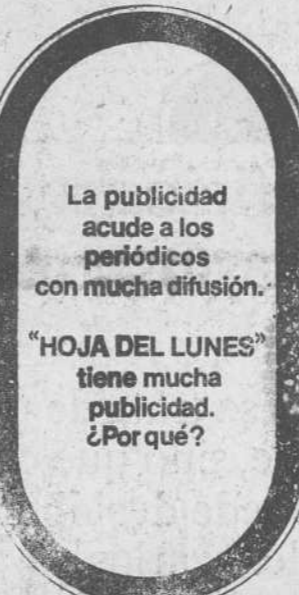 La publicidad
acude a los
periódicos
con mucha difusión.
"HOJA DEL LUNES"
tiene mucha
publicidad.
¿Por qué?